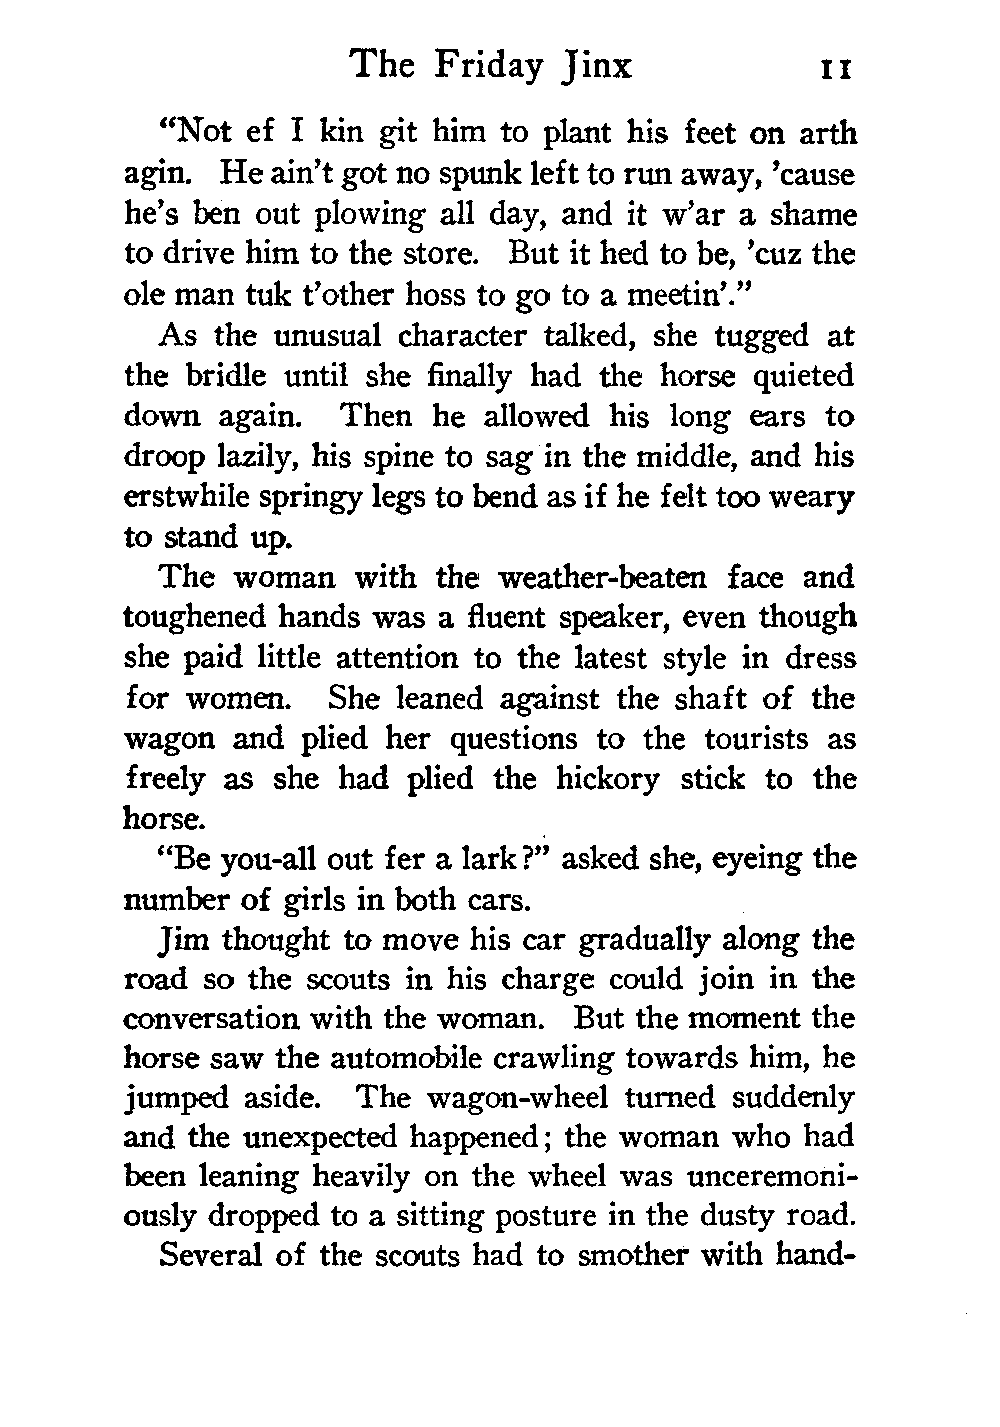 The Friday Jinx 11
"Not ef I kin git him to plant his feet on arth
agin. He ain't got no spunk left to run away, 'cause
he's ben out plowing all day, and it w'ar a shame
to drive him to the store. But it hed to be, 'cuz the
ole man tuk t'other hoss to go to a meetin'."
As the unusual character talked, she tugged at
the bridle until she finally had the horse quieted
down again. Then he allowed his long ears to
droop lazily, his spine to sag in the middle, and his
erstwhile springy legs to bend as if he felt too weary
to stand up.
The woman with the weather-beaten face and
toughened hands was a fluent speaker, even though
she paid little attention to the latest style in dress
for women. She leaned against the shaft of the
wagon and plied her questions to the tourists as
freely as she had plied the hickory stick to the
horse.
"Be you-all out fer a lark?" asked she, eyeing the
number of girls in both cars.
Jim thought to move his car gradually along the
road so the scouts in his charge could join in the
conversation with the woman. But the moment the
horse saw the automobile crawling towards him, he
jumped aside. The wagon-wheel turned suddenly
and the unexpected happened; the woman who had
been leaning heavily on the wheel was unceremoni-
ously dropped to a sitting posture in the dusty road.
Several of the scouts had to smother with hand-